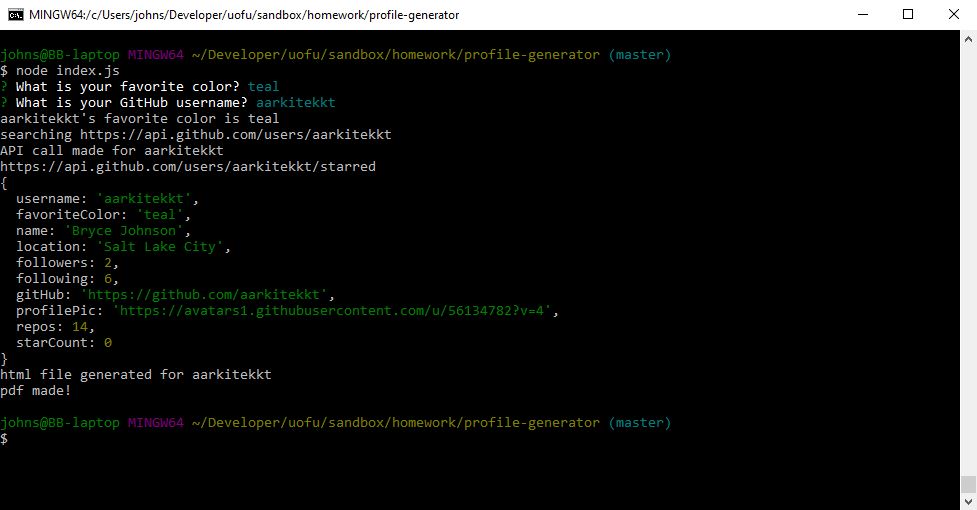 MINGW64:/c/Users/johns/Developer/uofu/sandbox/homework/profile-generator
johns@BB-laptop MINGW64 ~/Developer/uofu/sandbox/homework/profile-generator (master)
$ node index.js
? What is your favorite color? teal
? What is your GitHub username? aarkitekkt
aarkitekkt's favorite color is teal
searching https://api.github.com/users/aarkitekkt
API call made for aarkitekkt
https://api.github.com/users/aarkitekkt/starred
{
  username: 'aarkitekkt',
  favoriteColor: 'teal',
  name: 'Bryce Johnson',
  location: 'Salt Lake City',
  followers: 2,
  following: 6,
  gitHub: 'https://github.com/aarkitekkt',
  profilePic: 'https://avatars1.githubusercontent.com/u/56134782?v=4',
  repos: 14,
  starCount: 0
}
html file generated for aarkitekkt
pdf made!
johns@BB-laptop MINGW64 ~/Developer/uofu/sandbox/homework/profile-generator (master)
$